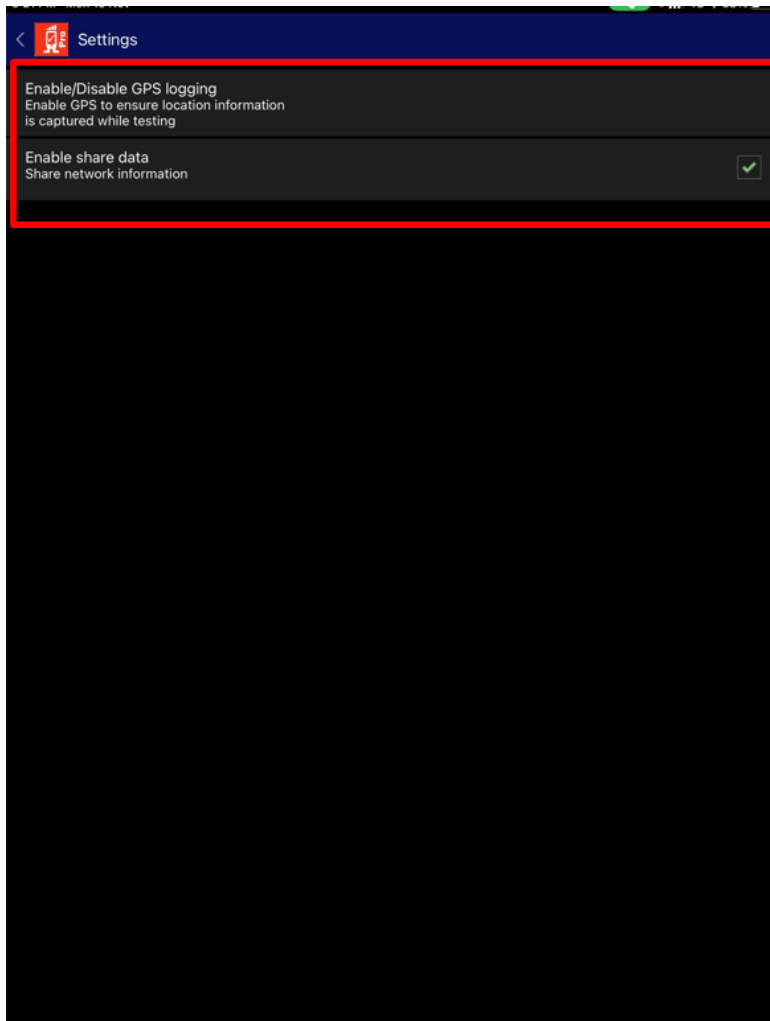 Pro
Settings
Enable/Disable GPS logging
Enable GPS to ensure location information
is captured while testing
Enable share data
Share network information